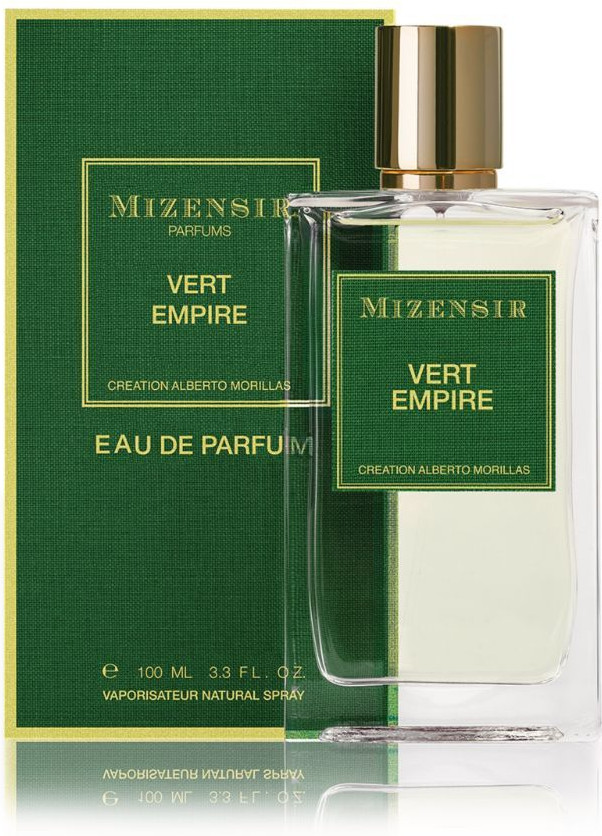 MIZENSIR
PARFUMS
VERT
EMPIRE
CREATION ALBERTO MORILLAS
EAU DE PARFUM
e 100 ML 3.3 FL. OZ.
VAPORISATEUR NATURAL SPRAY
MIZENSIR
VERT
EMPIRE
CREATION ALBERTO MORILLAS